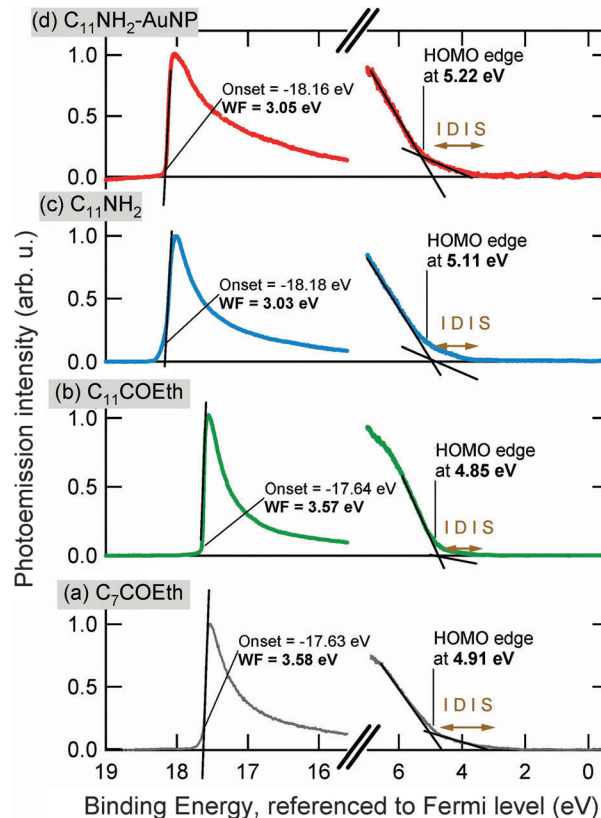 (d) C₁₁NH₂-AuNP
1.0
0.5
0.0
Onset = -18.16 eV
WF = 3.05 eV
HOMO edge
at 5.22 eV
I D I S
(c) C₁₁NH₂
1.0
0.5
0.0
Onset = -18.18 eV
WF = 3.03 eV
HOMO edge
at 5.11 eV
I D I S
(b) C₁₁COEth
1.0
0.5
0.0
Onset = -17.64 eV
WF = 3.57 eV
HOMO edge
at 4.85 eV
I D I S
(a) C₇COEth
1.0
0.5
0.0
Onset = -17.63 eV
WF = 3.58 eV
HOMO edge
at 4.91 eV
I D I S
19 18 17 16 6 4 2 0
Photoemission intensity (arb. u.)
Binding Energy, referenced to Fermi level (eV)